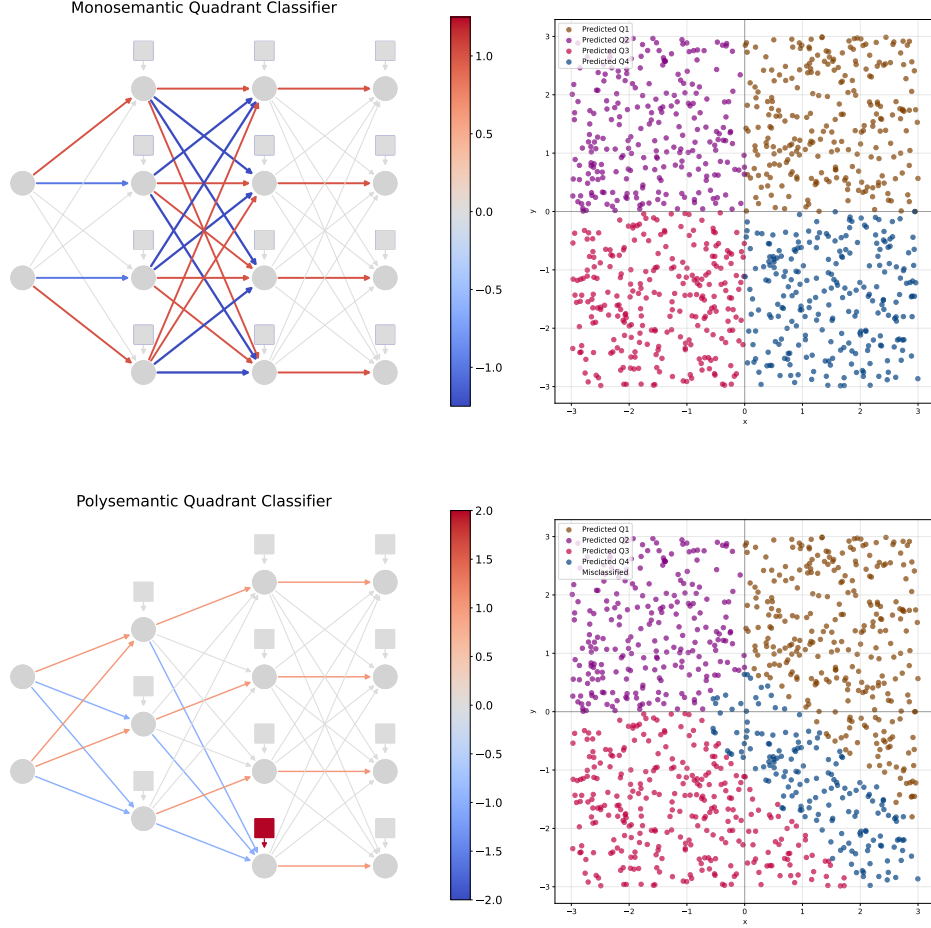 Monosemantic Quadrant Classifier
1.0
0.5
0.0
−0.5
−1.0
Predicted Q1
Predicted Q2
Predicted Q3
Predicted Q4
3
2
1
0
−1
−2
−3
y
−3 −2 −1 0 1 2 3
x
Polysemantic Quadrant Classifier
2.0
1.5
1.0
0.5
0.0
−0.5
−1.0
−1.5
−2.0
Predicted Q1
Predicted Q2
Predicted Q3
Predicted Q4
Misclassified
3
2
1
0
−1
−2
−3
y
−3 −2 −1 0 1 2 3
x